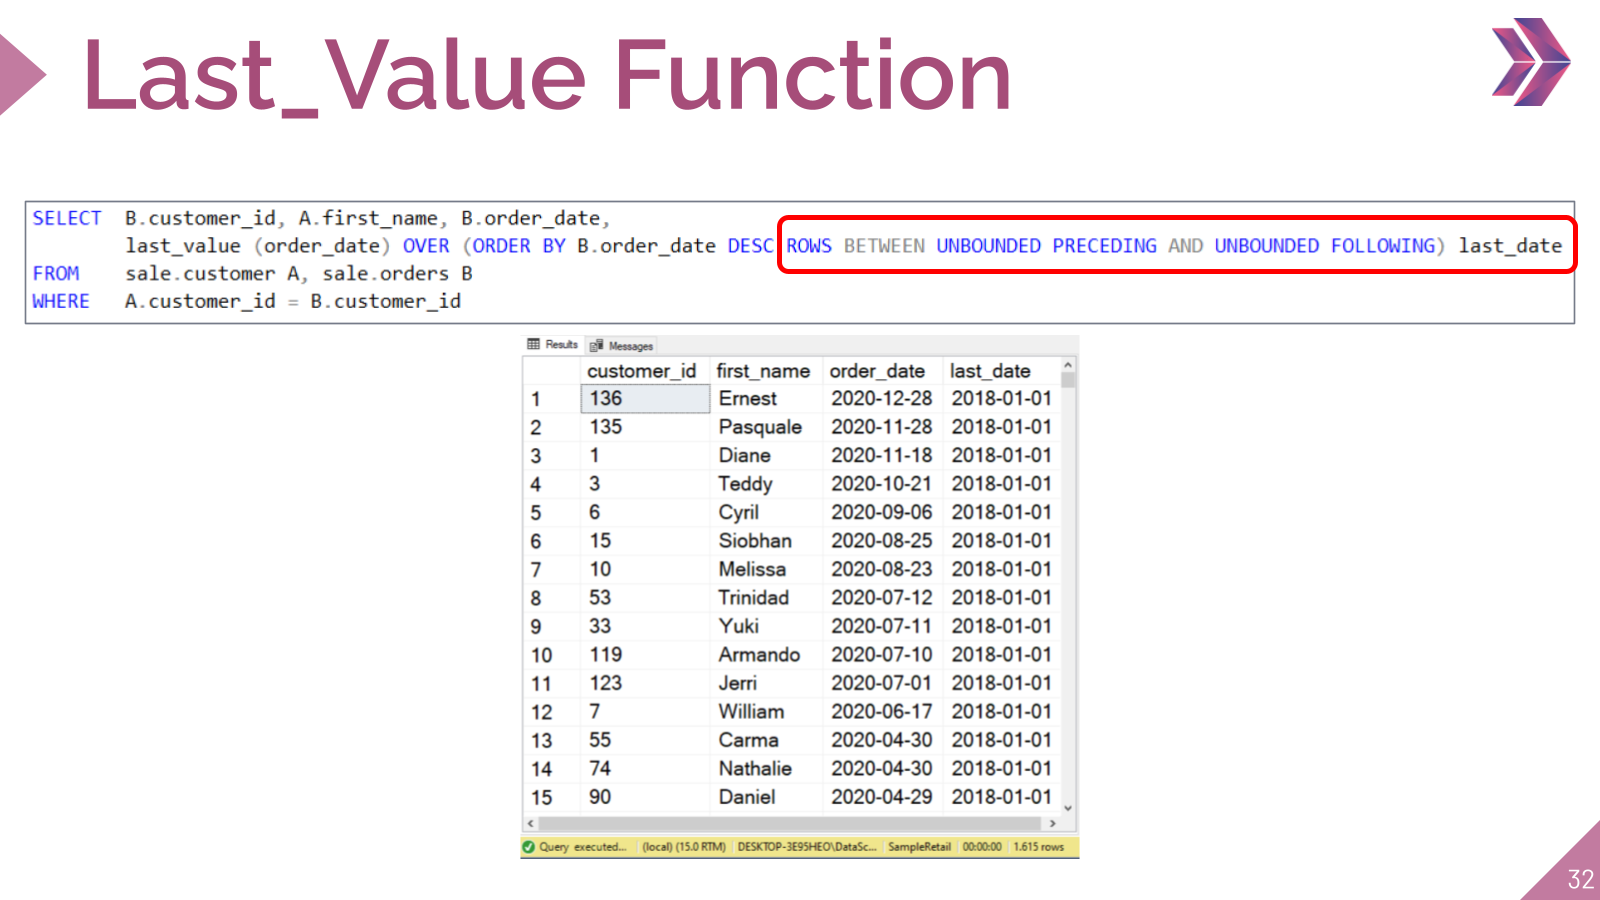 Last_Value Function
SELECT B.customer_id, A.first_name, B.order_date,
last_value (order_date) OVER (ORDER BY B.order_date DESC ROWS BETWEEN UNBOUNDED PRECEDING AND UNBOUNDED FOLLOWING) last_date
FROM sale.customer A, sale.orders B
WHERE A.customer_id = B.customer_id
Results Messages
customer_id first_name order_date last_date
1 136 Ernest 2020-12-28 2018-01-01
2 135 Pasquale 2020-11-28 2018-01-01
3 1 Diane 2020-11-18 2018-01-01
4 3 Teddy 2020-10-21 2018-01-01
5 6 Cyril 2020-09-06 2018-01-01
6 15 Siobhan 2020-08-25 2018-01-01
7 10 Melissa 2020-08-23 2018-01-01
8 53 Trinidad 2020-07-12 2018-01-01
9 33 Yuki 2020-07-11 2018-01-01
10 119 Armando 2020-07-10 2018-01-01
11 123 Jerri 2020-07-01 2018-01-01
12 7 William 2020-06-17 2018-01-01
13 55 Carma 2020-04-30 2018-01-01
14 74 Nathalie 2020-04-30 2018-01-01
15 90 Daniel 2020-04-29 2018-01-01
Query executed... (local) (15.0 RTM) DESKTOP-3E95HEO\DataSc... SampleRetail 00:00:00 1.615 rows
32